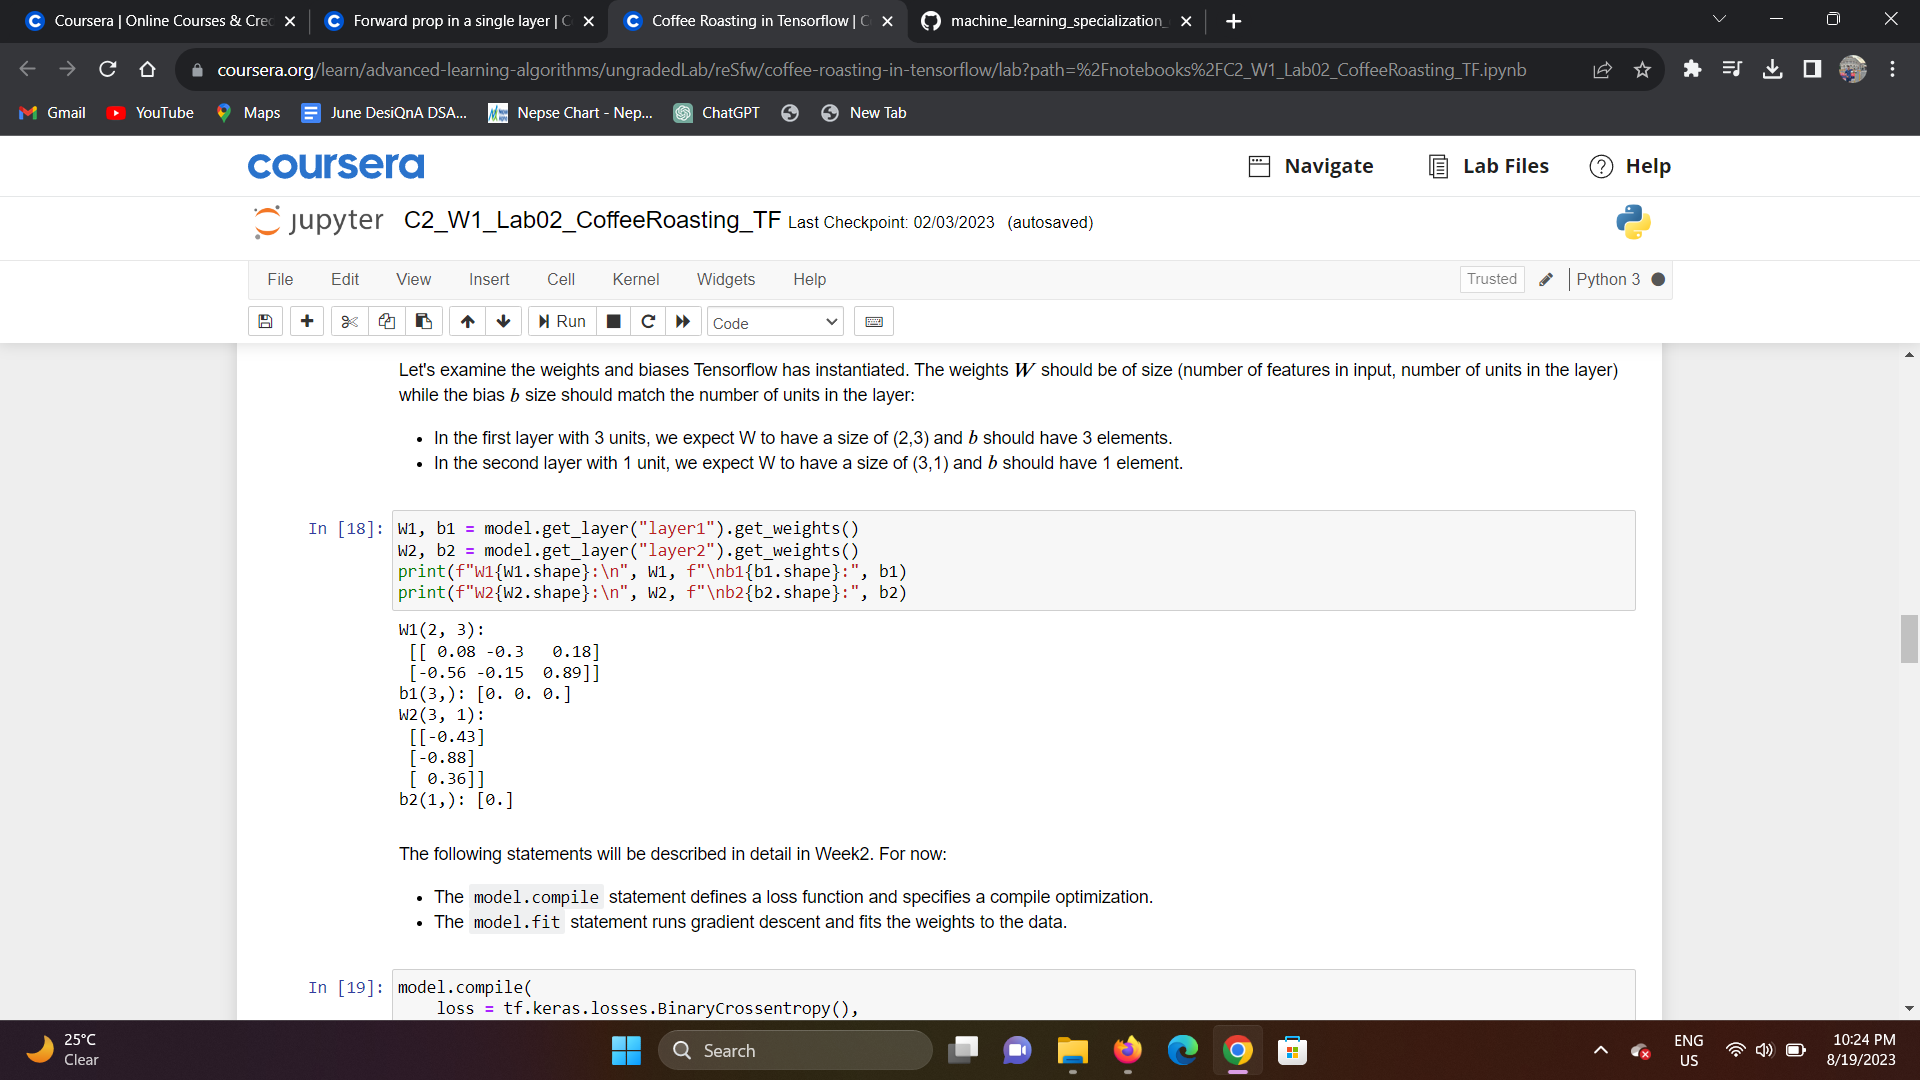 Coursera | Online Courses & Cre
Forward prop in a single layer | C
Coffee Roasting in Tensorflow | C
machine_learning_specialization_
coursera.org/learn/advanced-learning-algorithms/ungradedLab/reSfw/coffee-roasting-in-tensorflow/lab?path=%2Fnotebooks%2FC2_W1_Lab02_CoffeeRoasting_TF.ipynb
Gmail YouTube Maps June DesiQnA DSA... Nepse Chart - Nep... ChatGPT New Tab
coursera Navigate Lab Files Help
jupyter C2_W1_Lab02_CoffeeRoasting_TF Last Checkpoint: 02/03/2023 (autosaved)
File Edit View Insert Cell Kernel Widgets Help Trusted Python 3
Run Code
Let's examine the weights and biases Tensorflow has instantiated. The weights W should be of size (number of features in input, number of units in the layer)
while the bias b size should match the number of units in the layer:
• In the first layer with 3 units, we expect W to have a size of (2,3) and b should have 3 elements.
• In the second layer with 1 unit, we expect W to have a size of (3,1) and b should have 1 element.
In [18]: W1, b1 = model.get_layer("layer1").get_weights()
W2, b2 = model.get_layer("layer2").get_weights()
print(f"W1{W1.shape}:\n", W1, f"\nb1{b1.shape}:", b1)
print(f"W2{W2.shape}:\n", W2, f"\nb2{b2.shape}:", b2)
W1(2, 3):
[[ 0.08 -0.3   0.18]
[-0.56 -0.15  0.89]]
b1(3,): [0. 0. 0.]
W2(3, 1):
[[-0.43]
[-0.88]
[ 0.36]]
b2(1,): [0.]
The following statements will be described in detail in Week2. For now:
• The model.compile statement defines a loss function and specifies a compile optimization.
• The model.fit statement runs gradient descent and fits the weights to the data.
In [19]: model.compile(
loss = tf.keras.losses.BinaryCrossentropy(),
25°C
Clear
Search
ENG
US
10:24 PM
8/19/2023